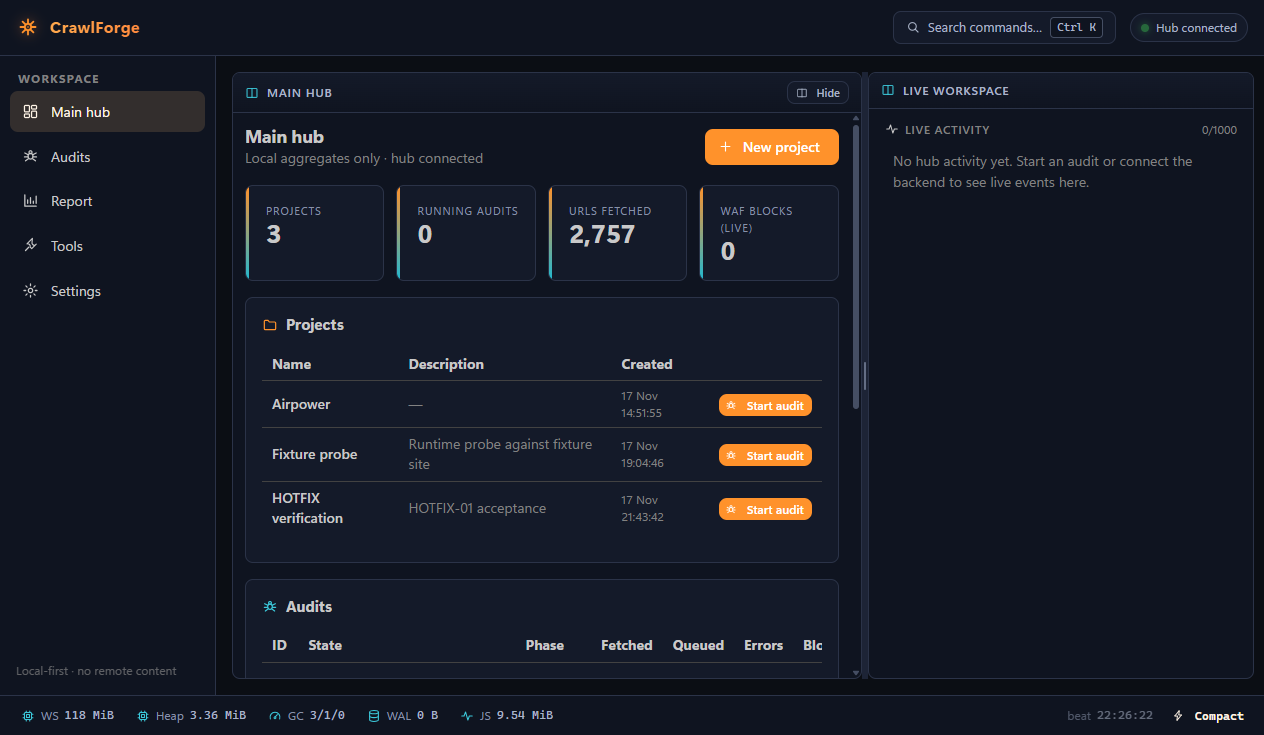 CrawlForge
Search commands... Ctrl K
Hub connected
WORKSPACE
Main hub
Audits
Report
Tools
Settings
Local-first · no remote content
MAIN HUB
Hide
Main hub
Local aggregates only · hub connected
New project
PROJECTS
3
RUNNING AUDITS
0
URLS FETCHED
2,757
WAF BLOCKS
(LIVE)
0
Projects
Name Description Created
Airpower — 17 Nov
14:51:55
Start audit
Fixture probe
Runtime probe against fixture
site
17 Nov
19:04:46
Start audit
HOTFIX
verification
HOTFIX-01 acceptance
17 Nov
21:43:42
Start audit
Audits
ID State Phase Fetched Queued Errors
LIVE WORKSPACE
LIVE ACTIVITY 0/1000
No hub activity yet. Start an audit or connect the
backend to see live events here.
WS 118 MiB Heap 3.36 MiB GC 3/1/0 WAL 0 B JS 9.54 MiB beat 22:26:22 Compact